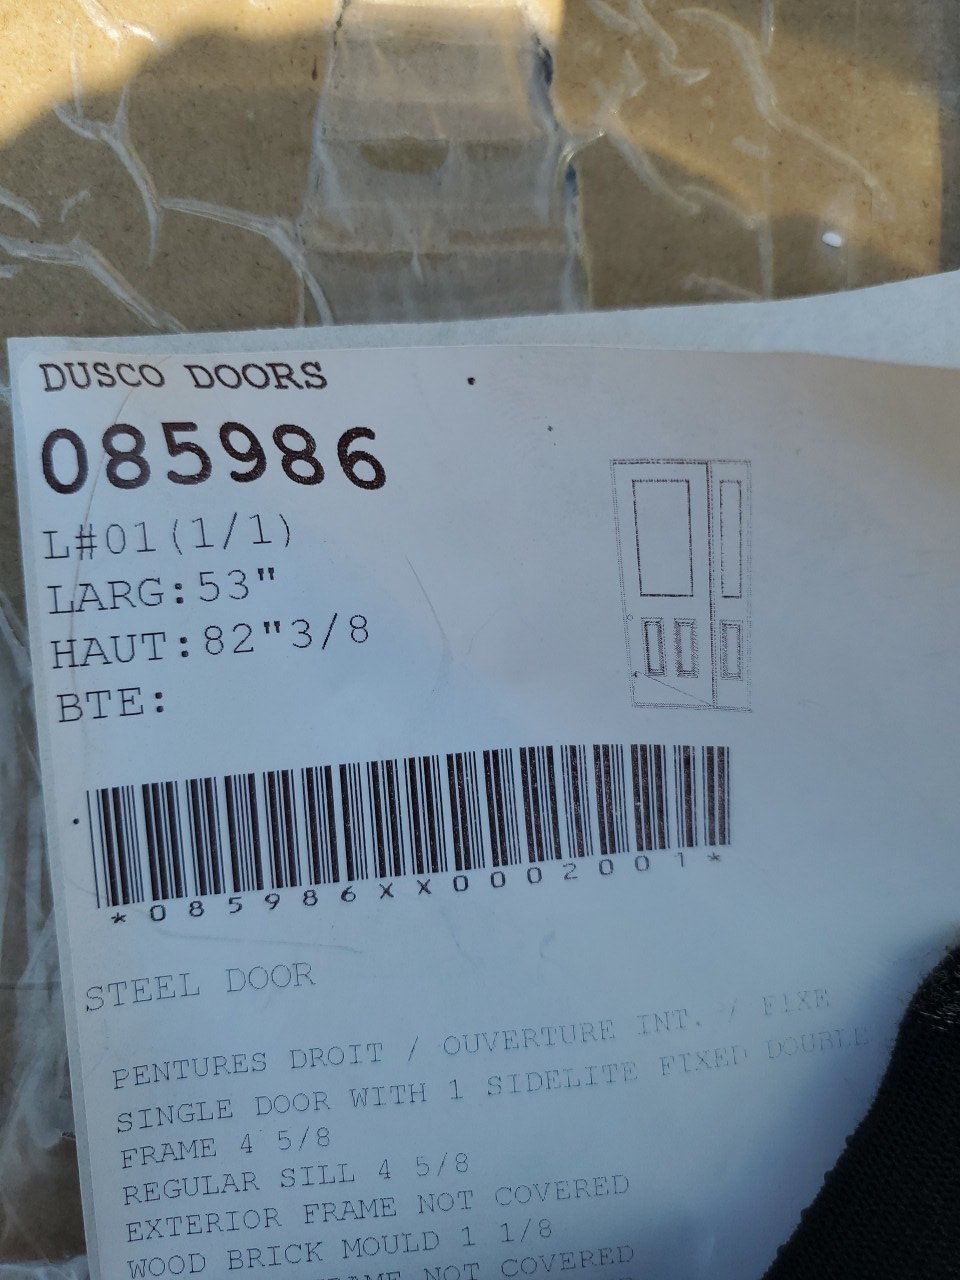 DUSCO DOORS
085986
L#01(1/1)
LARG:53"
HAUT:82"3/8
BTE:
*085986XX0002001*
STEEL DOOR
PENTURES DROIT / OUVERTURE INT. / FIXE
SINGLE DOOR WITH 1 SIDELITE FIXED DOUBLE
FRAME 4 5/8
REGULAR SILL 4 5/8
EXTERIOR FRAME NOT COVERED
WOOD BRICK MOULD 1 1/8
FRAME NOT COVERED